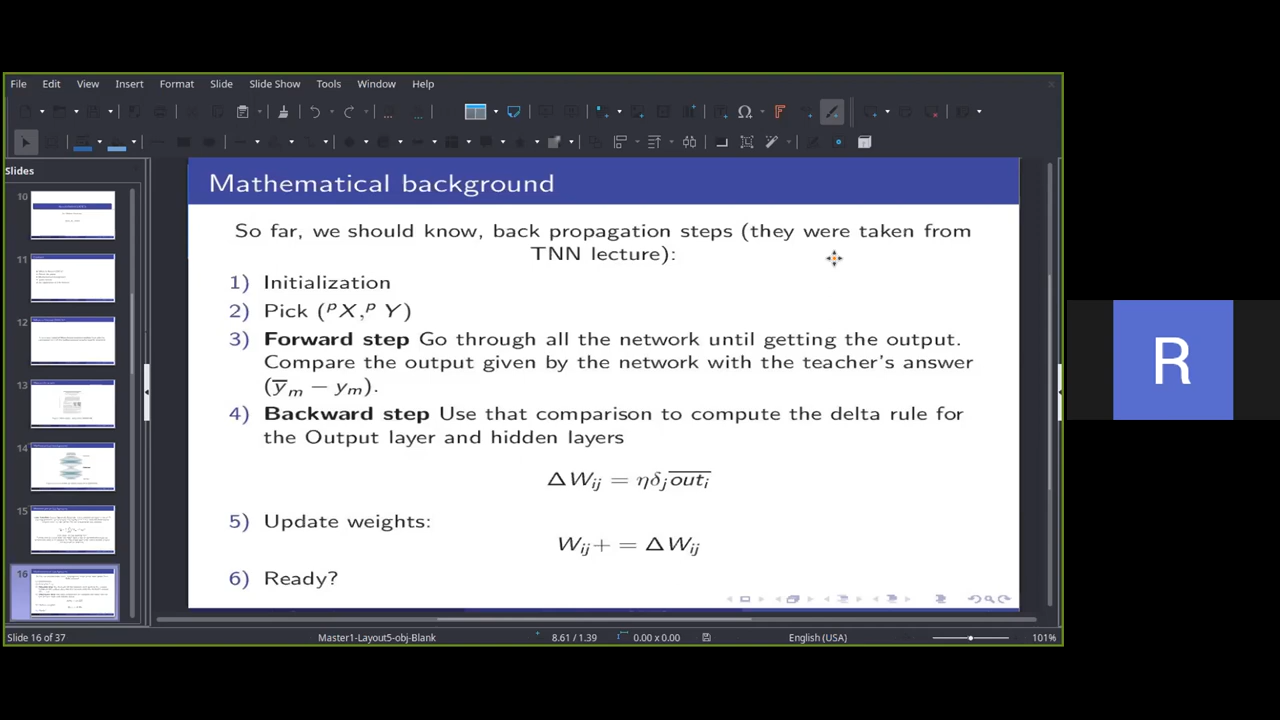 File Edit View Insert Format Slide Slide Show Tools Window Help
Slides
Mathematical background
So far, we should know, back propagation steps (they were taken from
TNN lecture):
1) Initialization
2) Pick (ᵖX,ᵖ Y)
3) Forward step Go through all the network until getting the output.
Compare the output given by the network with the teacher's answer
(y̅ₘ − yₘ).
4) Backward step Use that comparison to compute the delta rule for
the Output layer and hidden layers
ΔWᵢⱼ = ηδⱼ o̅u̅t̅ᵢ̅
5) Update weights:
Wᵢⱼ+ = ΔWᵢⱼ
6) Ready?
10
11
12
13
14
15
16
Slide 16 of 37 Master1-Layout5-obj-Blank 8.61 / 1.39 0.00 x 0.00 English (USA) 101%
R